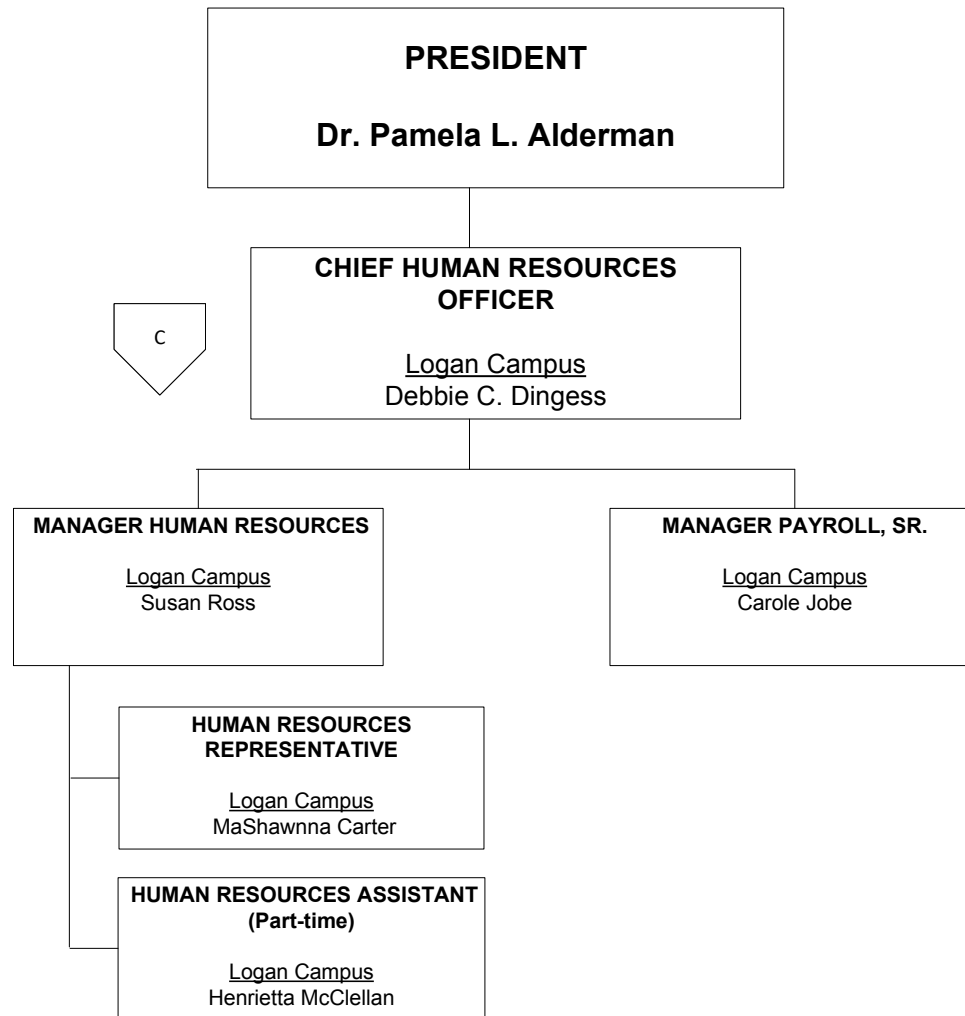 PRESIDENT
Dr. Pamela L. Alderman
CHIEF HUMAN RESOURCES
OFFICER
Logan Campus
Debbie C. Dingess
C
MANAGER HUMAN RESOURCES
Logan Campus
Susan Ross
MANAGER PAYROLL, SR.
Logan Campus
Carole Jobe
HUMAN RESOURCES
REPRESENTATIVE
Logan Campus
MaShawnna Carter
HUMAN RESOURCES ASSISTANT
(Part-time)
Logan Campus
Henrietta McClellan